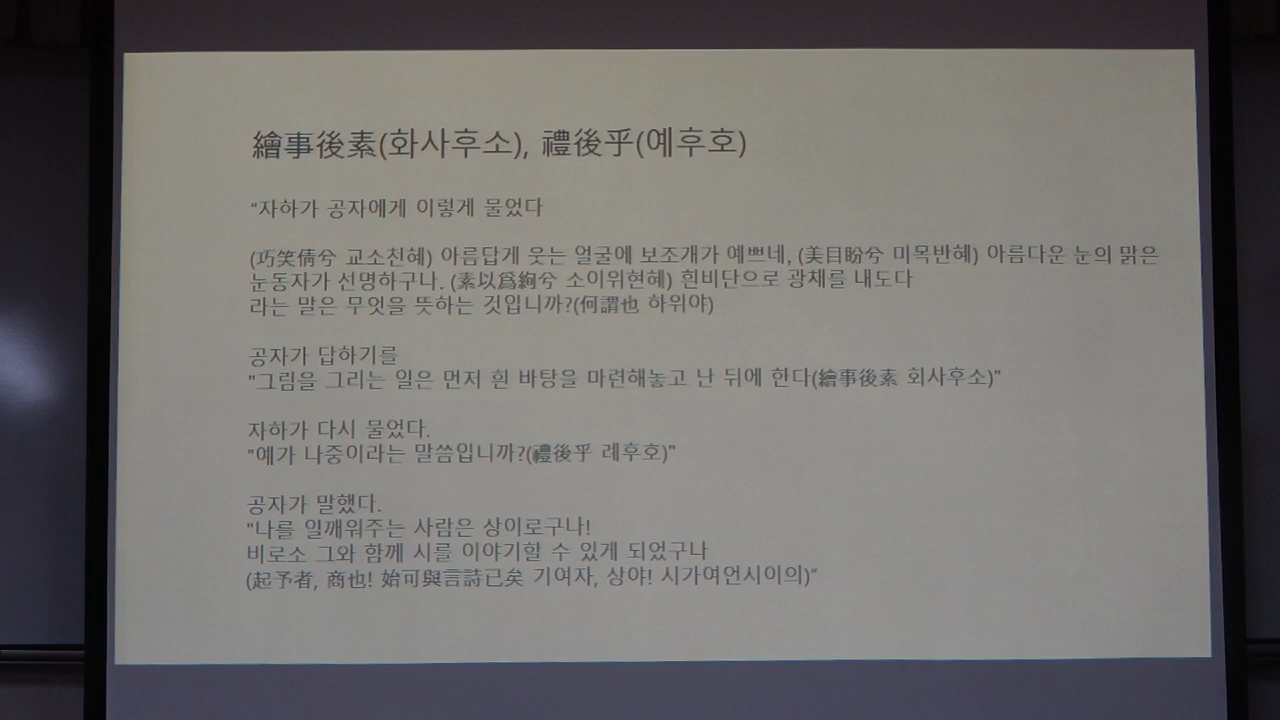 繪事後素(화사후소), 禮後乎(예후호)
“자하가 공자에게 이렇게 물었다
(巧笑倩兮 교소천혜) 아름답게 웃는 얼굴에 보조개가 예쁘네, (美目盼兮 미목반혜) 아름다운 눈의 맑은
눈동자가 선명하구나. (素以爲絢兮 소이위현혜) 흰비단으로 광채를 내도다
라는 말은 무엇을 뜻하는 것입니까?(何謂也 하위야)
공자가 답하기를
"그림을 그리는 일은 먼저 흰 바탕을 마련해놓고 난 뒤에 한다(繪事後素 회사후소)"
자하가 다시 물었다.
"예가 나중이라는 말씀입니까?(禮後乎 례후호)"
공자가 말했다.
"나를 일깨워주는 사람은 상이로구나!
비로소 그와 함께 시를 이야기할 수 있게 되었구나
(起予者, 商也! 始可與言詩已矣 기여자, 상야! 시가여언시이의)“